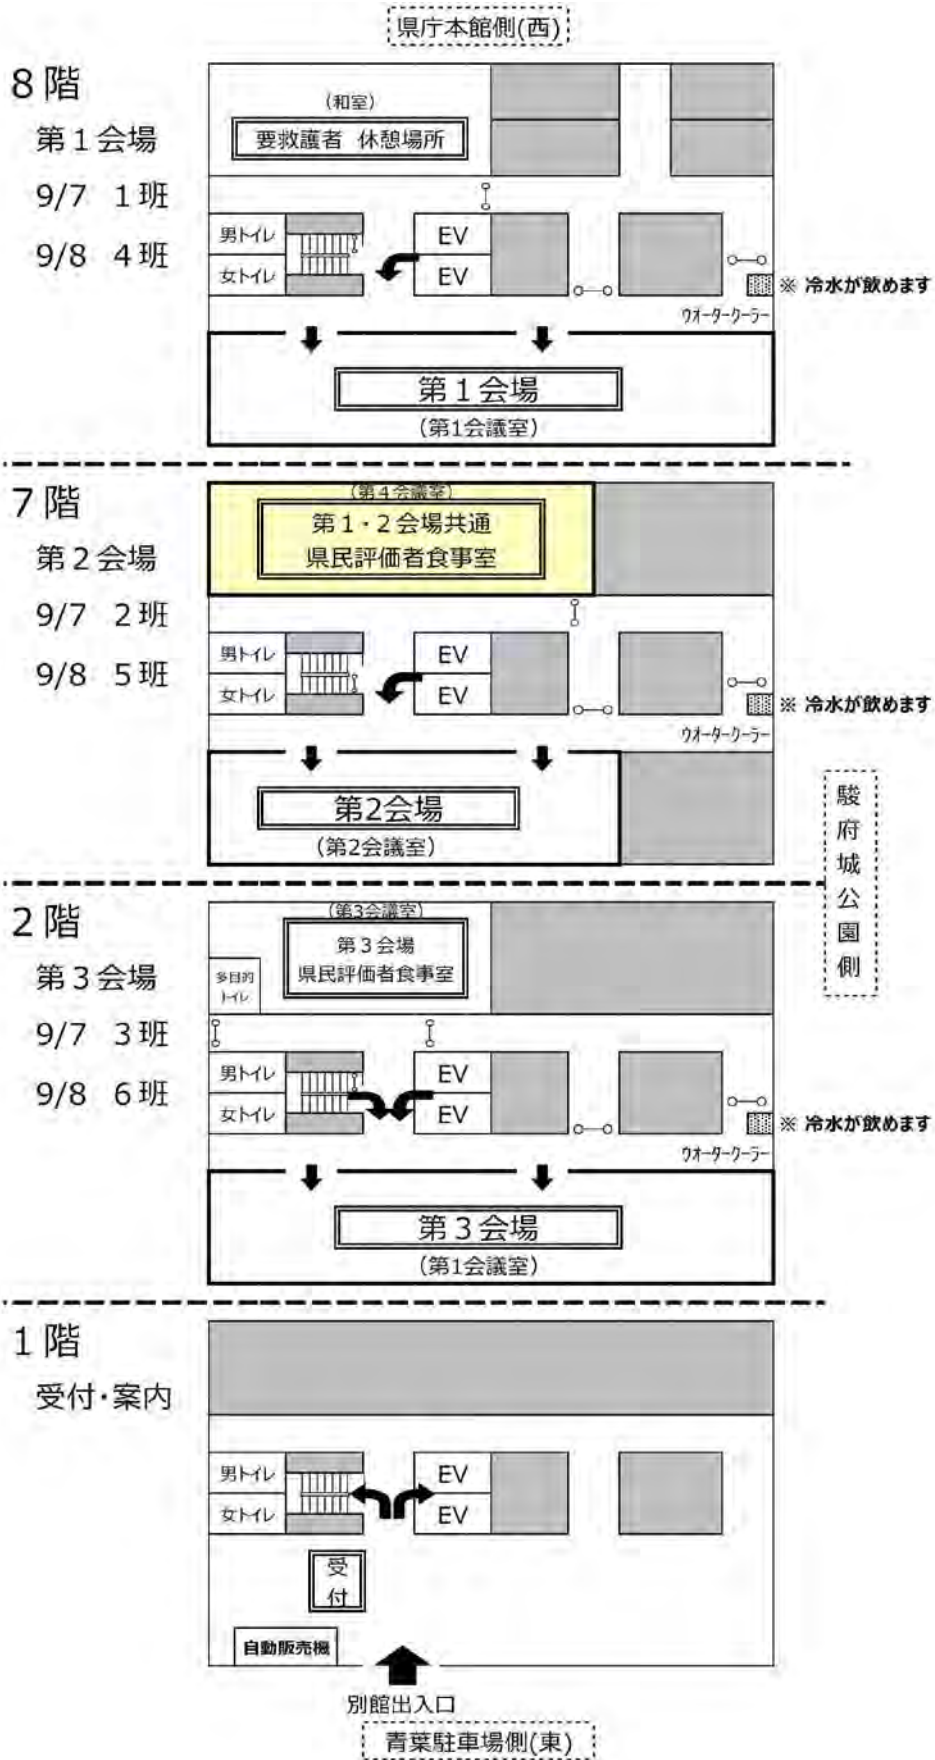 県庁本館側(西)
8階
第1会場
9/7 1班
9/8 4班
(和室)
要救護者 休憩場所
男トイレ
女トイレ
EV
EV
※ 冷水が飲めます
ウオータークーラー
第1会場
(第1会議室)
7階
第2会場
9/7 2班
9/8 5班
(第4会議室)
第1・2会場共通
県民評価者食事室
男トイレ
女トイレ
EV
EV
※ 冷水が飲めます
ウオータークーラー
第2会場
(第2会議室)
駿府城公園側
2階
第3会場
9/7 3班
9/8 6班
(第3会議室)
第3会場
県民評価者食事室
多目的
トイレ
男トイレ
女トイレ
EV
EV
※ 冷水が飲めます
ウオータークーラー
第3会場
(第1会議室)
1階
受付・案内
男トイレ
女トイレ
EV
EV
受
付
自動販売機
別館出入口
青葉駐車場側(東)